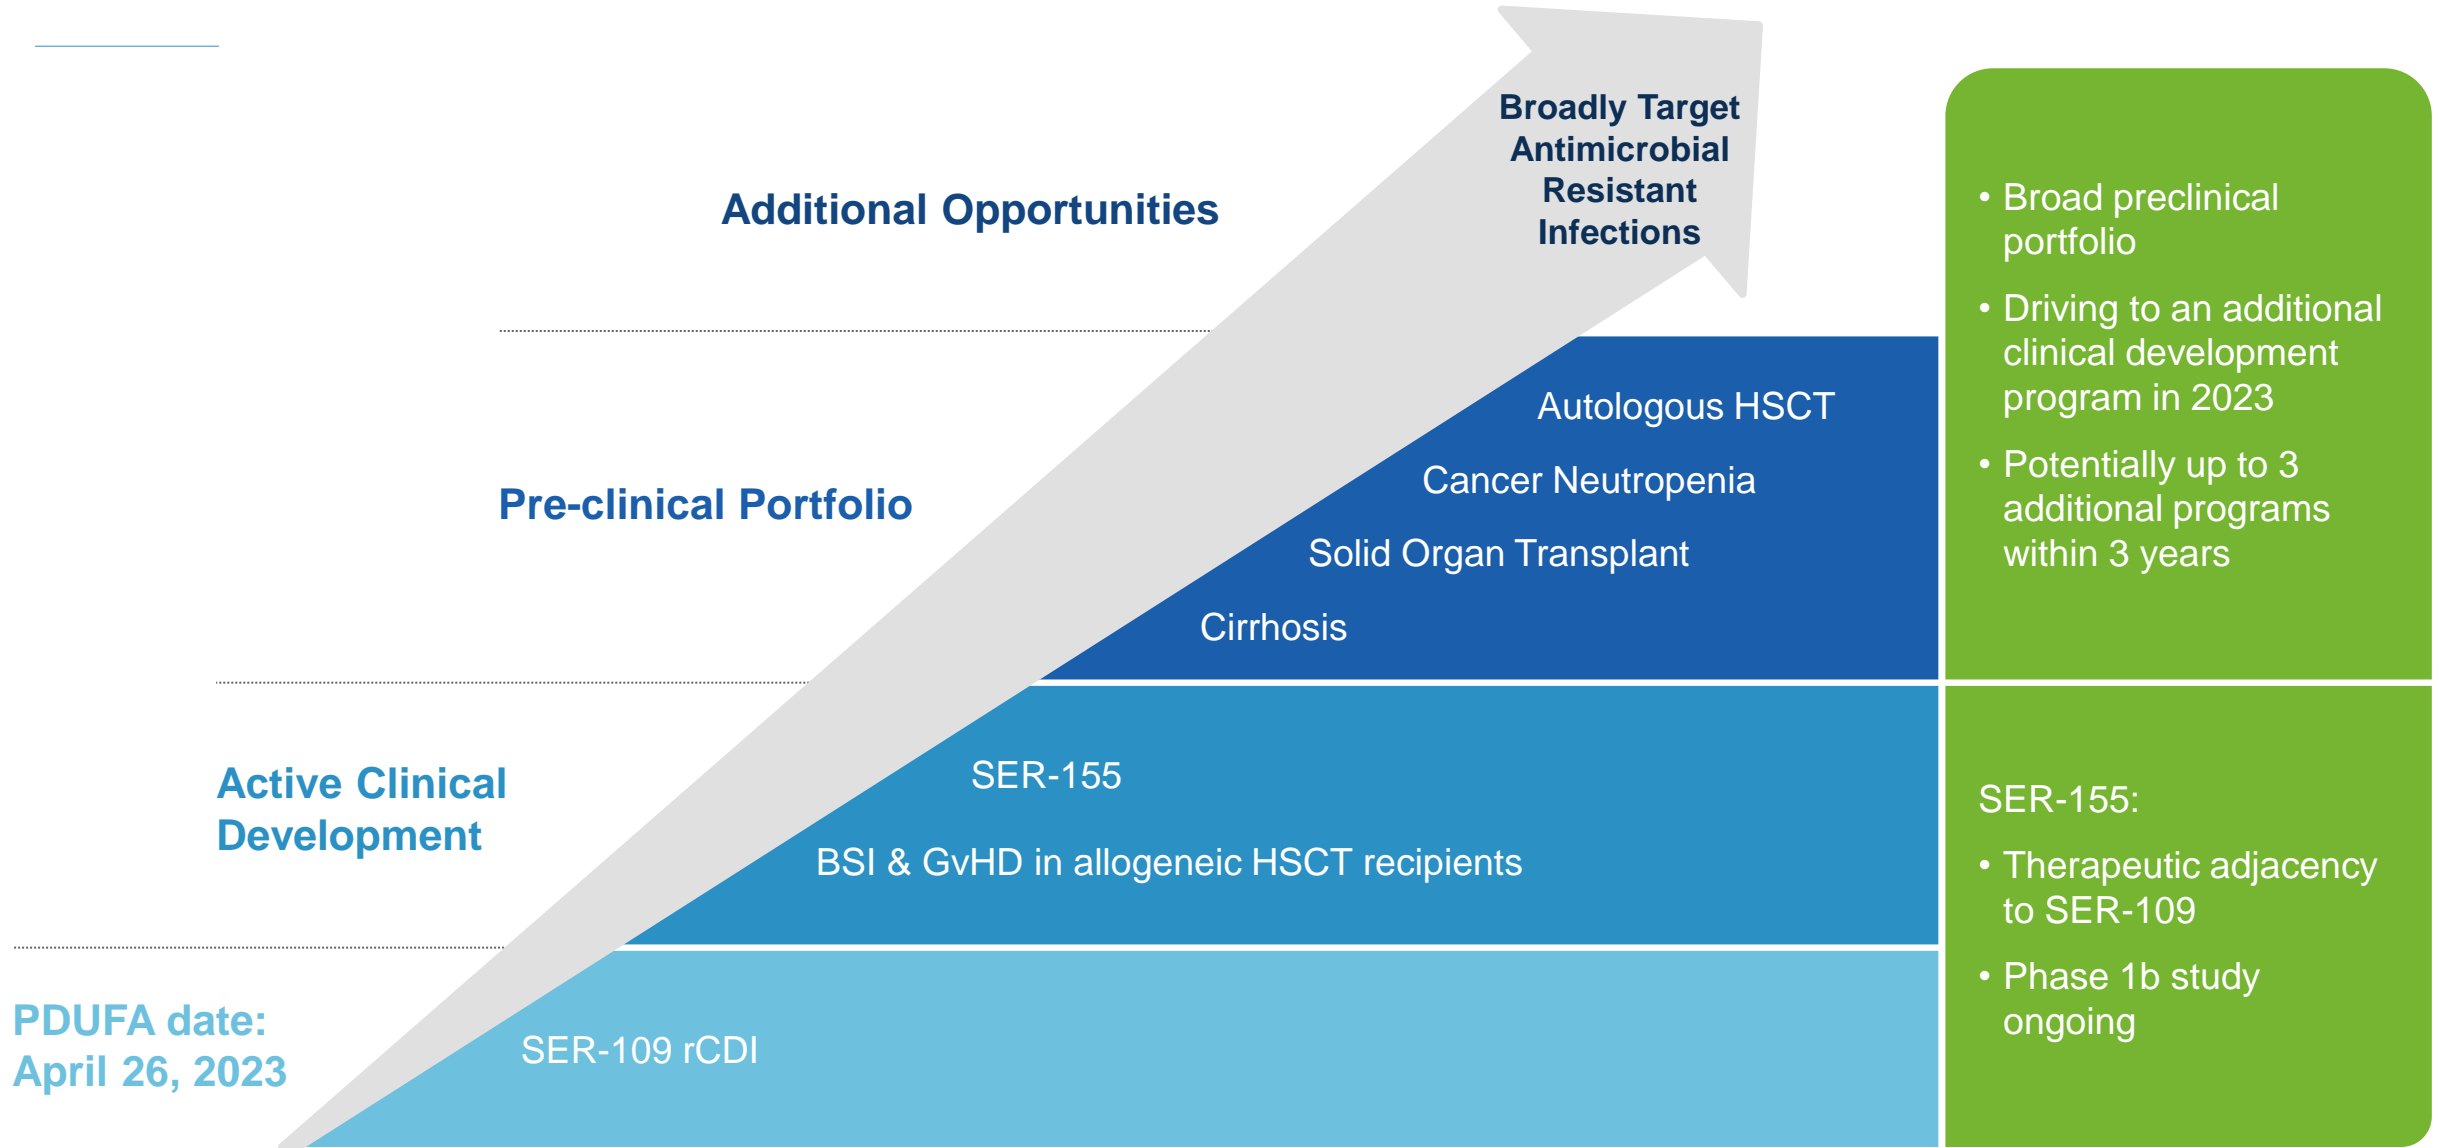 Broadly Target
Antimicrobial
Resistant
Infections
Additional Opportunities
Pre-clinical Portfolio
Autologous HSCT
Cancer Neutropenia
Solid Organ Transplant
Cirrhosis
• Broad preclinical
portfolio
• Driving to an additional
clinical development
program in 2023
• Potentially up to 3
additional programs
within 3 years
Active Clinical
Development
SER-155
BSI & GvHD in allogeneic HSCT recipients
SER-155:
• Therapeutic adjacency
to SER-109
• Phase 1b study
ongoing
PDUFA date:
April 26, 2023
SER-109 rCDI